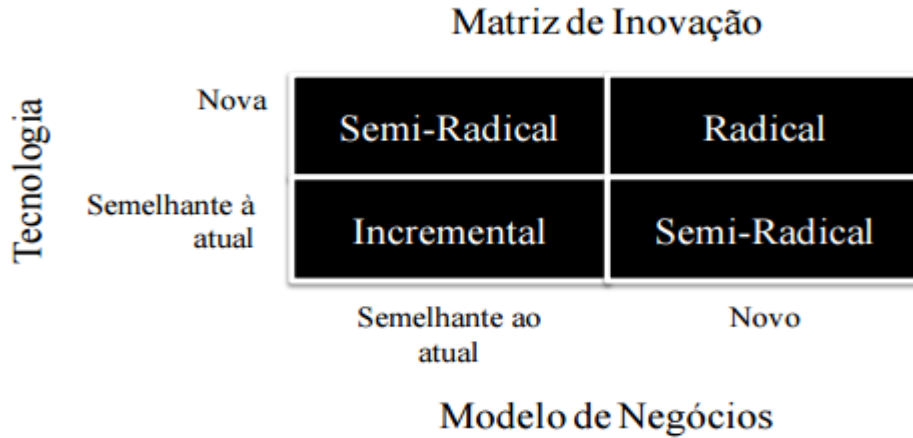 Matriz de Inovação
Tecnologia
Nova
Semi-Radical
Radical
Semelhante à
atual
Incremental
Semi-Radical
Semelhante ao
atual
Novo
Modelo de Negócios